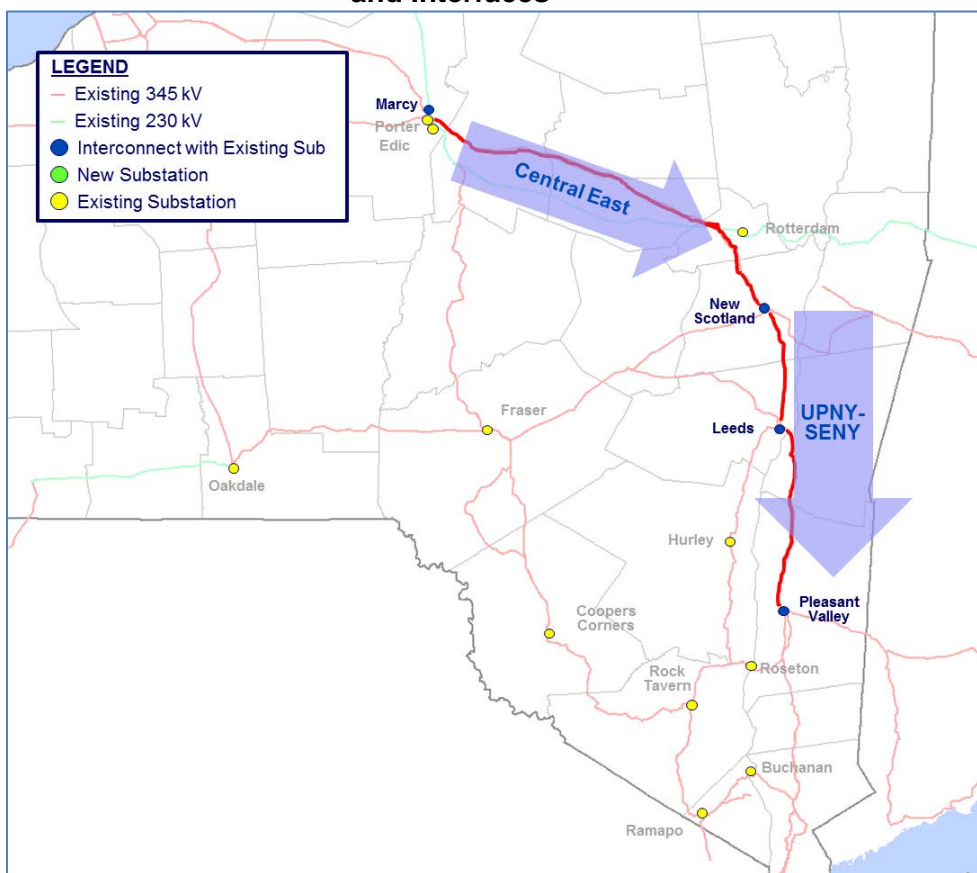 and Interfaces
LEGEND
Existing 345 kV
Existing 230 kV
Interconnect with Existing Sub
New Substation
Existing Substation
Marcy
Porter
Edic
Central East
Rotterdam
New
Scotland
UPNY-
SENY
Fraser
Leeds
Oakdale
Hurley
Coopers
Corners
Pleasant
Valley
Rock
Tavern
Roseton
Buchanan
Ramapo